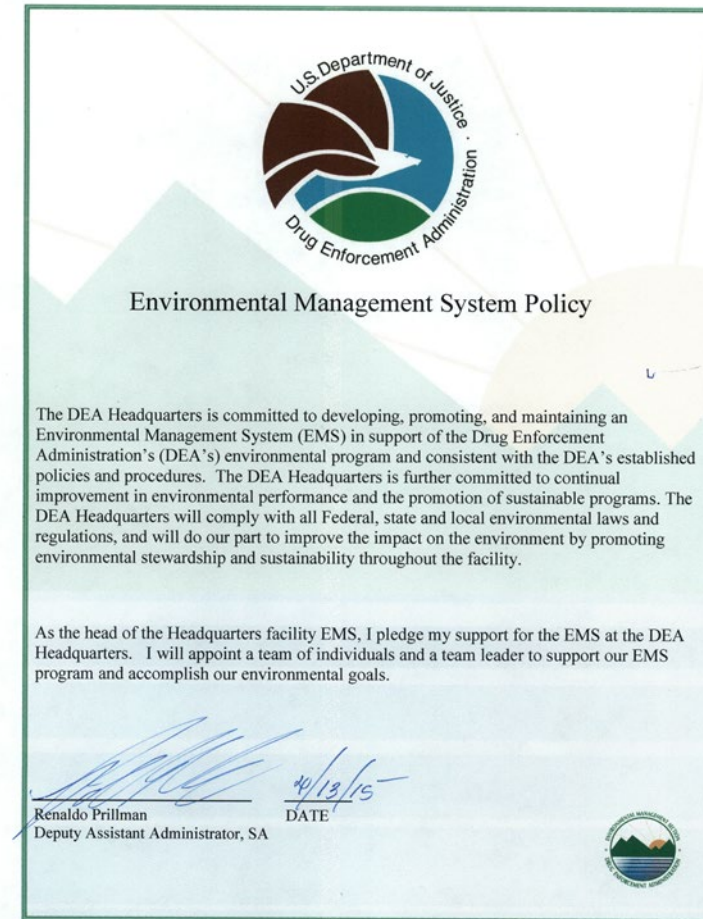 U.S. Department of Justice ·
Drug Enforcement Administration
Environmental Management System Policy
The DEA Headquarters is committed to developing, promoting, and maintaining an
Environmental Management System (EMS) in support of the Drug Enforcement
Administration's (DEA's) environmental program and consistent with the DEA's established
policies and procedures. The DEA Headquarters is further committed to continual
improvement in environmental performance and the promotion of sustainable programs. The
DEA Headquarters will comply with all Federal, state and local environmental laws and
regulations, and will do our part to improve the impact on the environment by promoting
environmental stewardship and sustainability throughout the facility.
As the head of the Headquarters facility EMS, I pledge my support for the EMS at the DEA
Headquarters. I will appoint a team of individuals and a team leader to support our EMS
program and accomplish our environmental goals.
4/13/15
Renaldo Prillman
DATE
Deputy Assistant Administrator, SA
ENVIRONMENTAL MANAGEMENT SECTION
DRUG ENFORCEMENT ADMINISTRATION